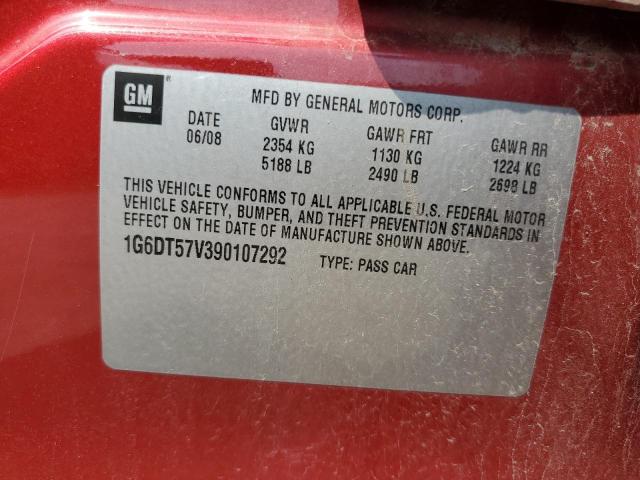 GM
MFD BY GENERAL MOTORS CORP.
DATE GVWR GAWR FRT GAWR RR
06/08 2354 KG 1130 KG 1224 KG
5188 LB 2490 LB 2698 LB
THIS VEHICLE CONFORMS TO ALL APPLICABLE U.S. FEDERAL MOTOR
VEHICLE SAFETY, BUMPER, AND THEFT PREVENTION STANDARDS IN
EFFECT ON THE DATE OF MANUFACTURE SHOWN ABOVE.
1G6DT57V390107292 TYPE: PASS CAR